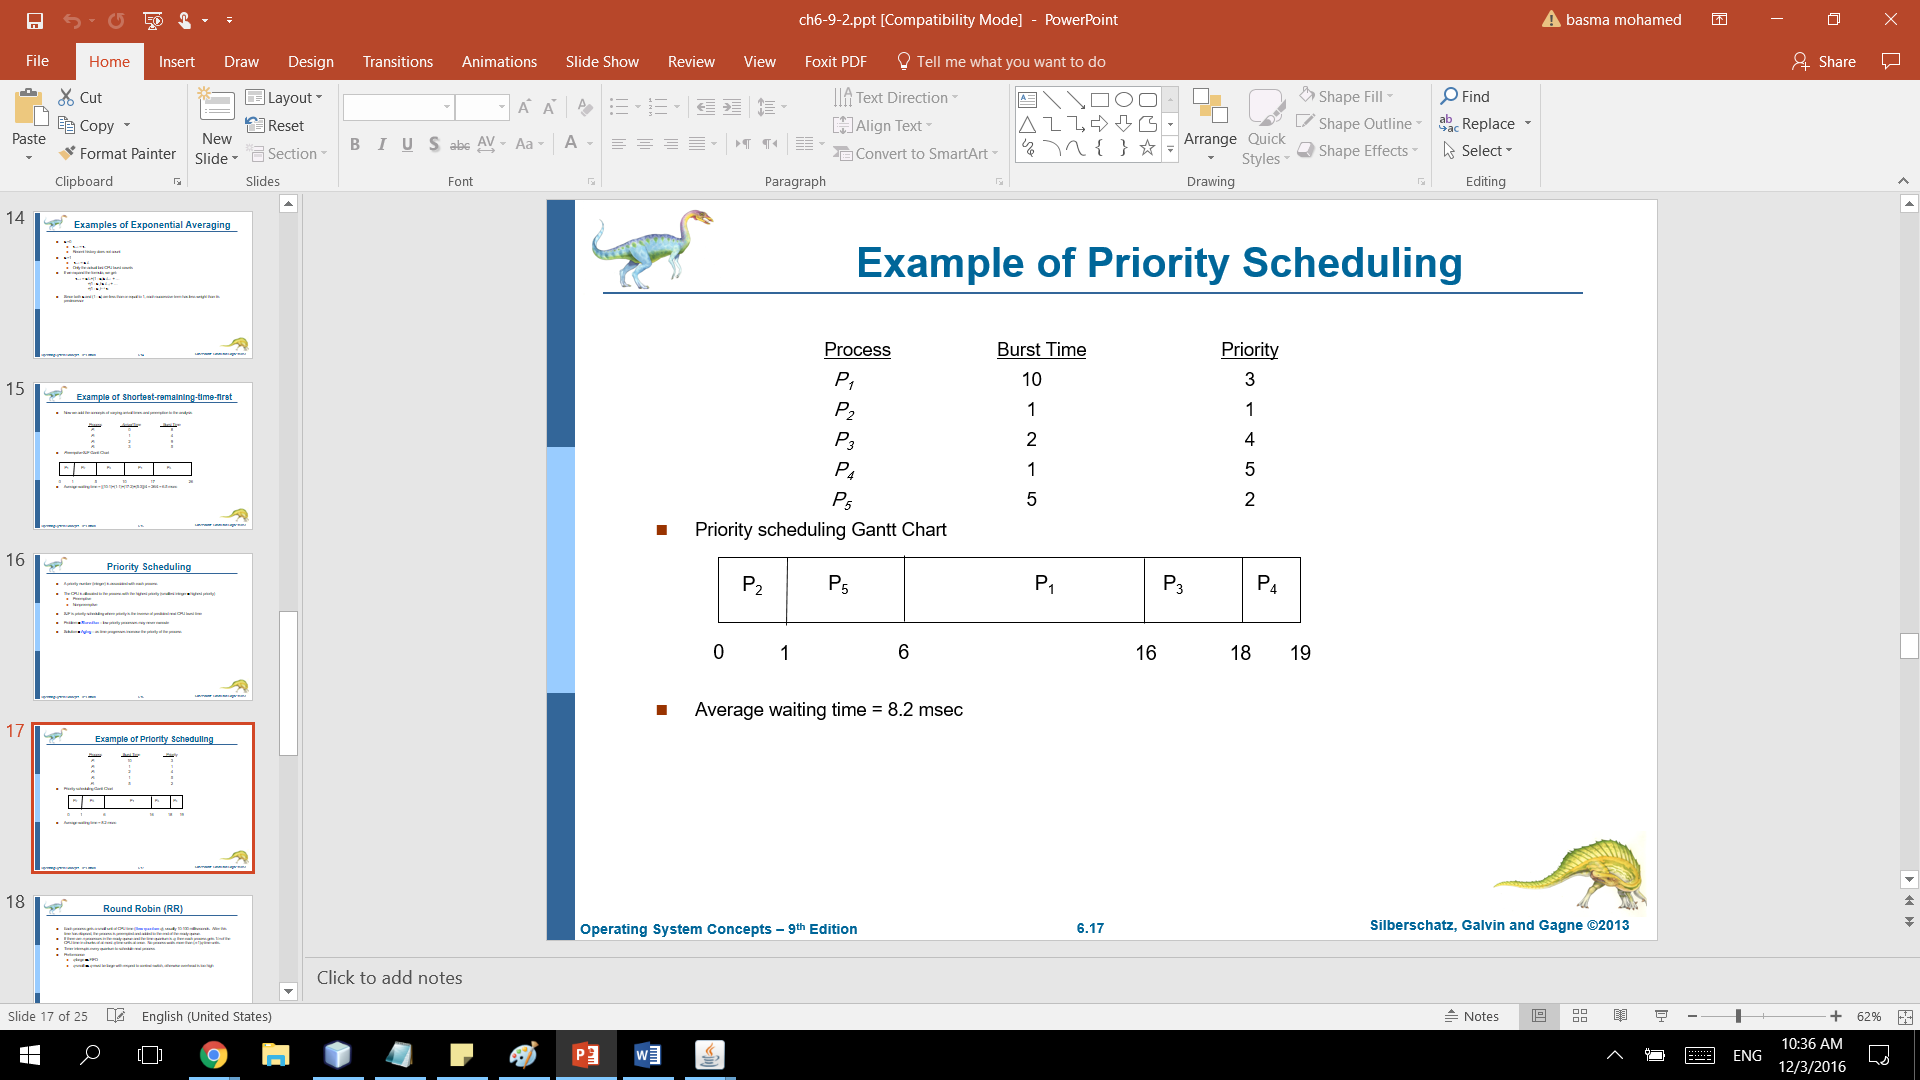 ch6-9-2.ppt [Compatibility Mode] - PowerPoint
basma mohamed
File Home Insert Draw Design Transitions Animations Slide Show Review View Foxit PDF Tell me what you want to do Share
Paste
Cut
Copy
Format Painter
Clipboard
New Slide
Layout
Reset
Section
Slides
B I U S abc AV Aa A
Font
Text Direction
Align Text
Convert to SmartArt
Paragraph
Arrange
Quick Styles
Shape Fill
Shape Outline
Shape Effects
Drawing
Find
Replace
Select
Editing
14
Examples of Exponential Averaging
15
Example of Shortest-remaining-time-first
16
Priority Scheduling
17
Example of Priority Scheduling
18
Round Robin (RR)
Example of Priority Scheduling
Process Burst Time Priority
P1 10 3
P2 1 1
P3 2 4
P4 1 5
P5 5 2
Priority scheduling Gantt Chart
P2 P5 P1 P3 P4
0 1 6 16 18 19
Average waiting time = 8.2 msec
Operating System Concepts – 9th Edition
6.17
Silberschatz, Galvin and Gagne ©2013
Click to add notes
Slide 17 of 25
English (United States)
Notes
62%
ENG
10:36 AM
12/3/2016